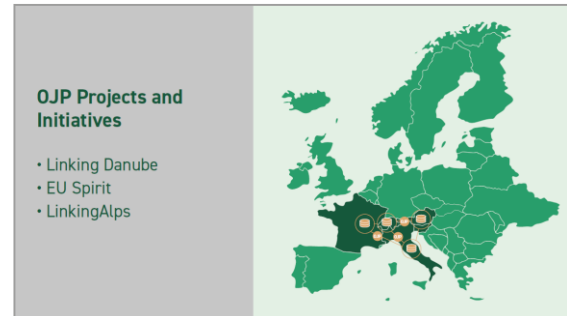 OJP Projects and
Initiatives
• Linking Danube
• EU Spirit
• LinkingAlps